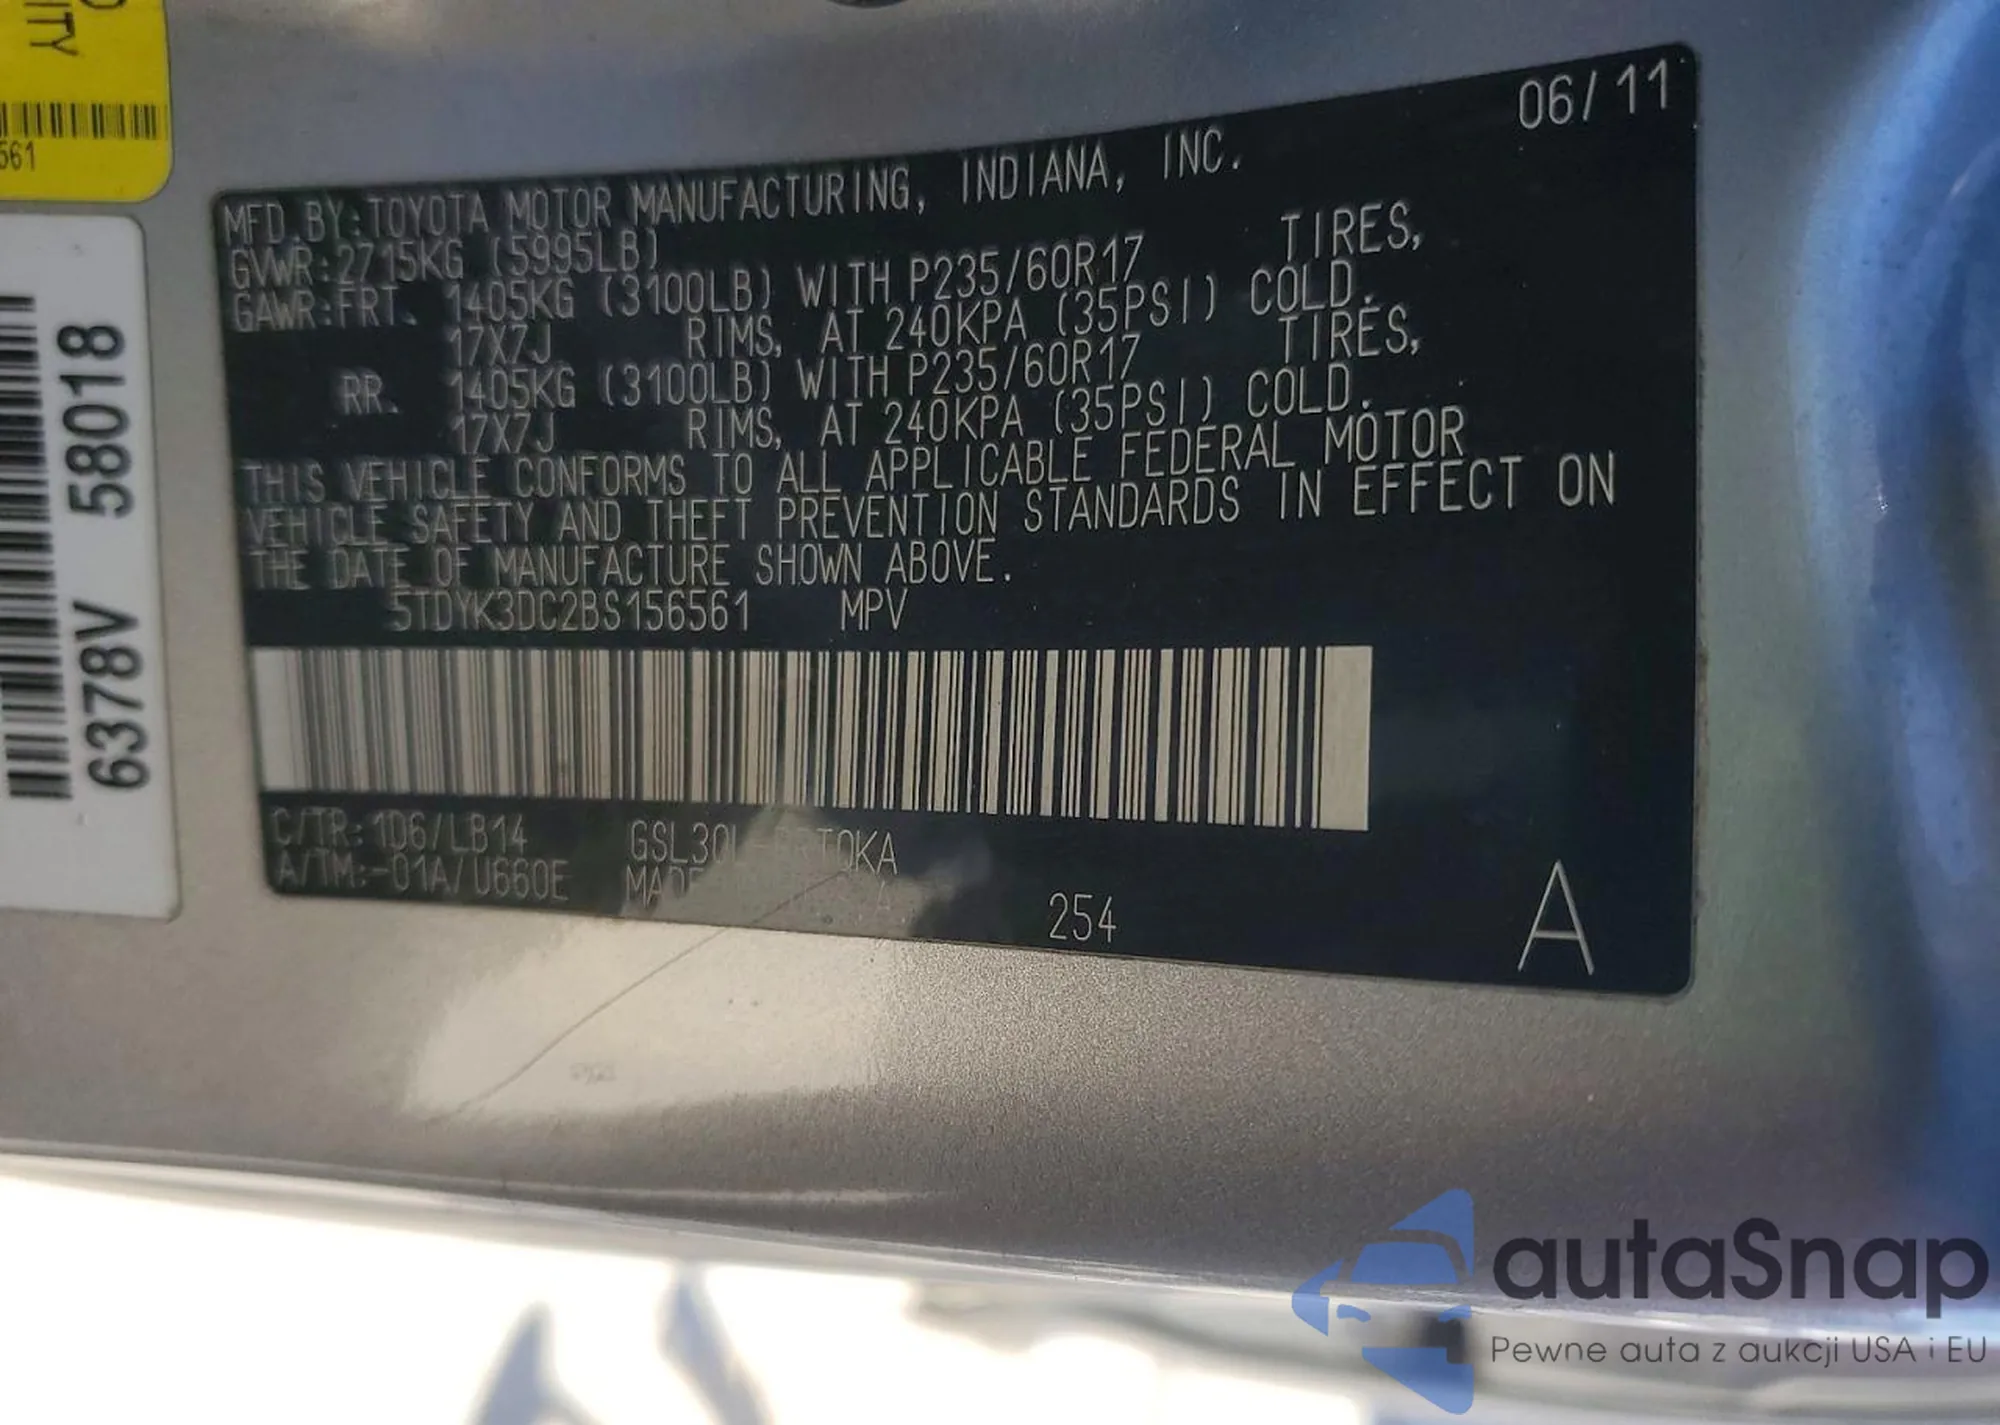 ITY
561
58018
6378V
06/11
MFD.BY:TOYOTA MOTOR MANUFACTURING, INDIANA, INC.
GVWR:2715KG (5995LB)
GAWR:FRT. 1405KG (3100LB) WITH P235/60R17 TIRES,
17X7J RIMS, AT 240KPA (35PSI) COLD.
RR. 1405KG (3100LB) WITH P235/60R17 TIRES,
17X7J RIMS, AT 240KPA (35PSI) COLD.
THIS VEHICLE CONFORMS TO ALL APPLICABLE FEDERAL MOTOR
VEHICLE SAFETY AND THEFT PREVENTION STANDARDS IN EFFECT ON
THE DATE OF MANUFACTURE SHOWN ABOVE.
5TDYK3DC2BS156561 MPV
C/TR:1D6/LB14
A/TM:-01A/U660E
254
A
autaSnap
Pewne auta z aukcji USA i EU